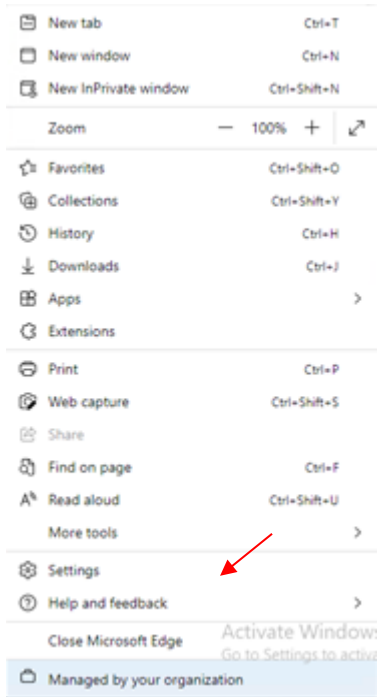 New tab Ctrl+T
New window Ctrl+N
New InPrivate window Ctrl+Shift+N
Zoom — 100% +
Favorites Ctrl+Shift+O
Collections Ctrl+Shift+Y
History Ctrl+H
Downloads Ctrl+J
Apps
Extensions
Print Ctrl+P
Web capture Ctrl+Shift+S
Share
Find on page Ctrl+F
Read aloud Ctrl+Shift+U
More tools
Settings
Help and feedback
Close Microsoft Edge
Activate Windows
Go to Settings to activa
Managed by your organization